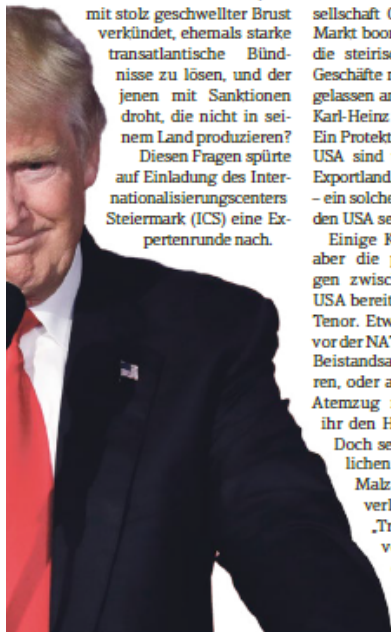 mit stolz geschwellter Brust
verkündet, ehemals starke
transatlantische Bünd-
nisse zu lösen, und der
jenen mit Sanktionen
droht, die nicht in sei-
nem Land produzieren?
Diesen Fragen spürte
auf Einladung des Inter-
nationalisierungscenters
Steiermark (ICS) eine Ex-
pertenrunde nach.
sellschaft
Markt boom
die steirisc
Geschäfte
gelassen a
Karl-Heinz
Ein Protekt
USA sind
Exportland
– ein solche
den USA se
Einige K
aber die
gen zwisc
USA bereit
Tenor. Etw
vor der NA
Beistandsa
ren, oder a
Atemzug
ihr den H
Doch se
lichen
Malz
verl
„Tr
v